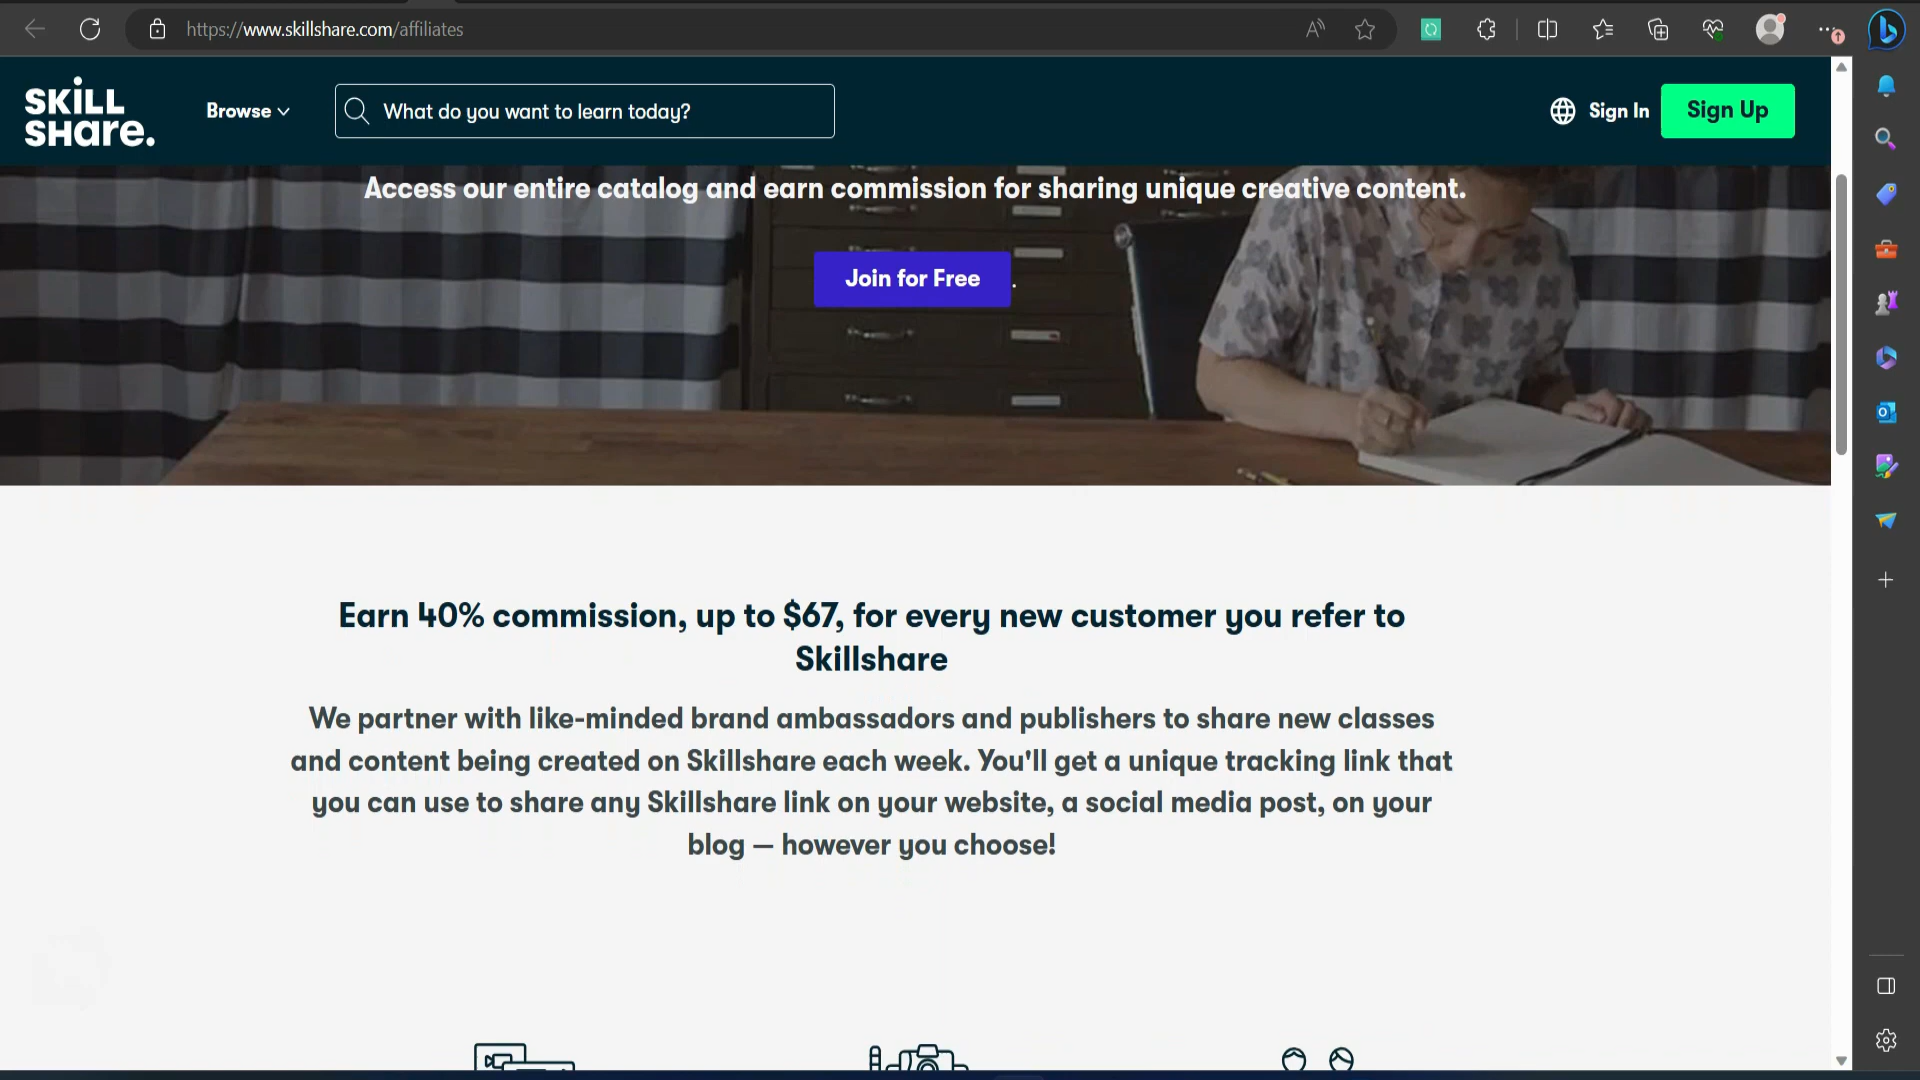 https://www.skillshare.com/affiliates
SKILL
SHARE.
Browse
What do you want to learn today?
Sign In
Sign Up
Access our entire catalog and earn commission for sharing unique creative content.
Join for Free
.
Earn 40% commission, up to $67, for every new customer you refer to
Skillshare
We partner with like-minded brand ambassadors and publishers to share new classes
and content being created on Skillshare each week. You'll get a unique tracking link that
you can use to share any Skillshare link on your website, a social media post, on your
blog — however you choose!